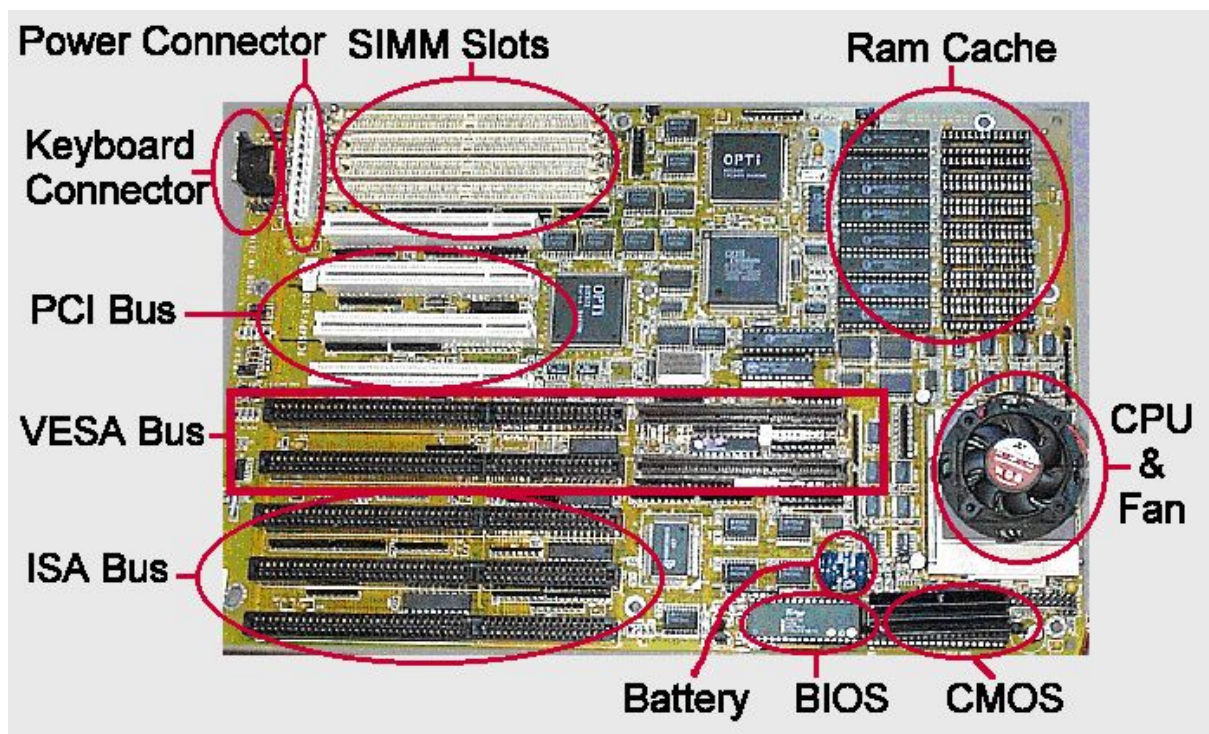 Power Connector
SIMM Slots
Ram Cache
Keyboard
Connector
OPTi
PCI Bus
VESA Bus
CPU
&
Fan
ISA Bus
Battery
BIOS
CMOS